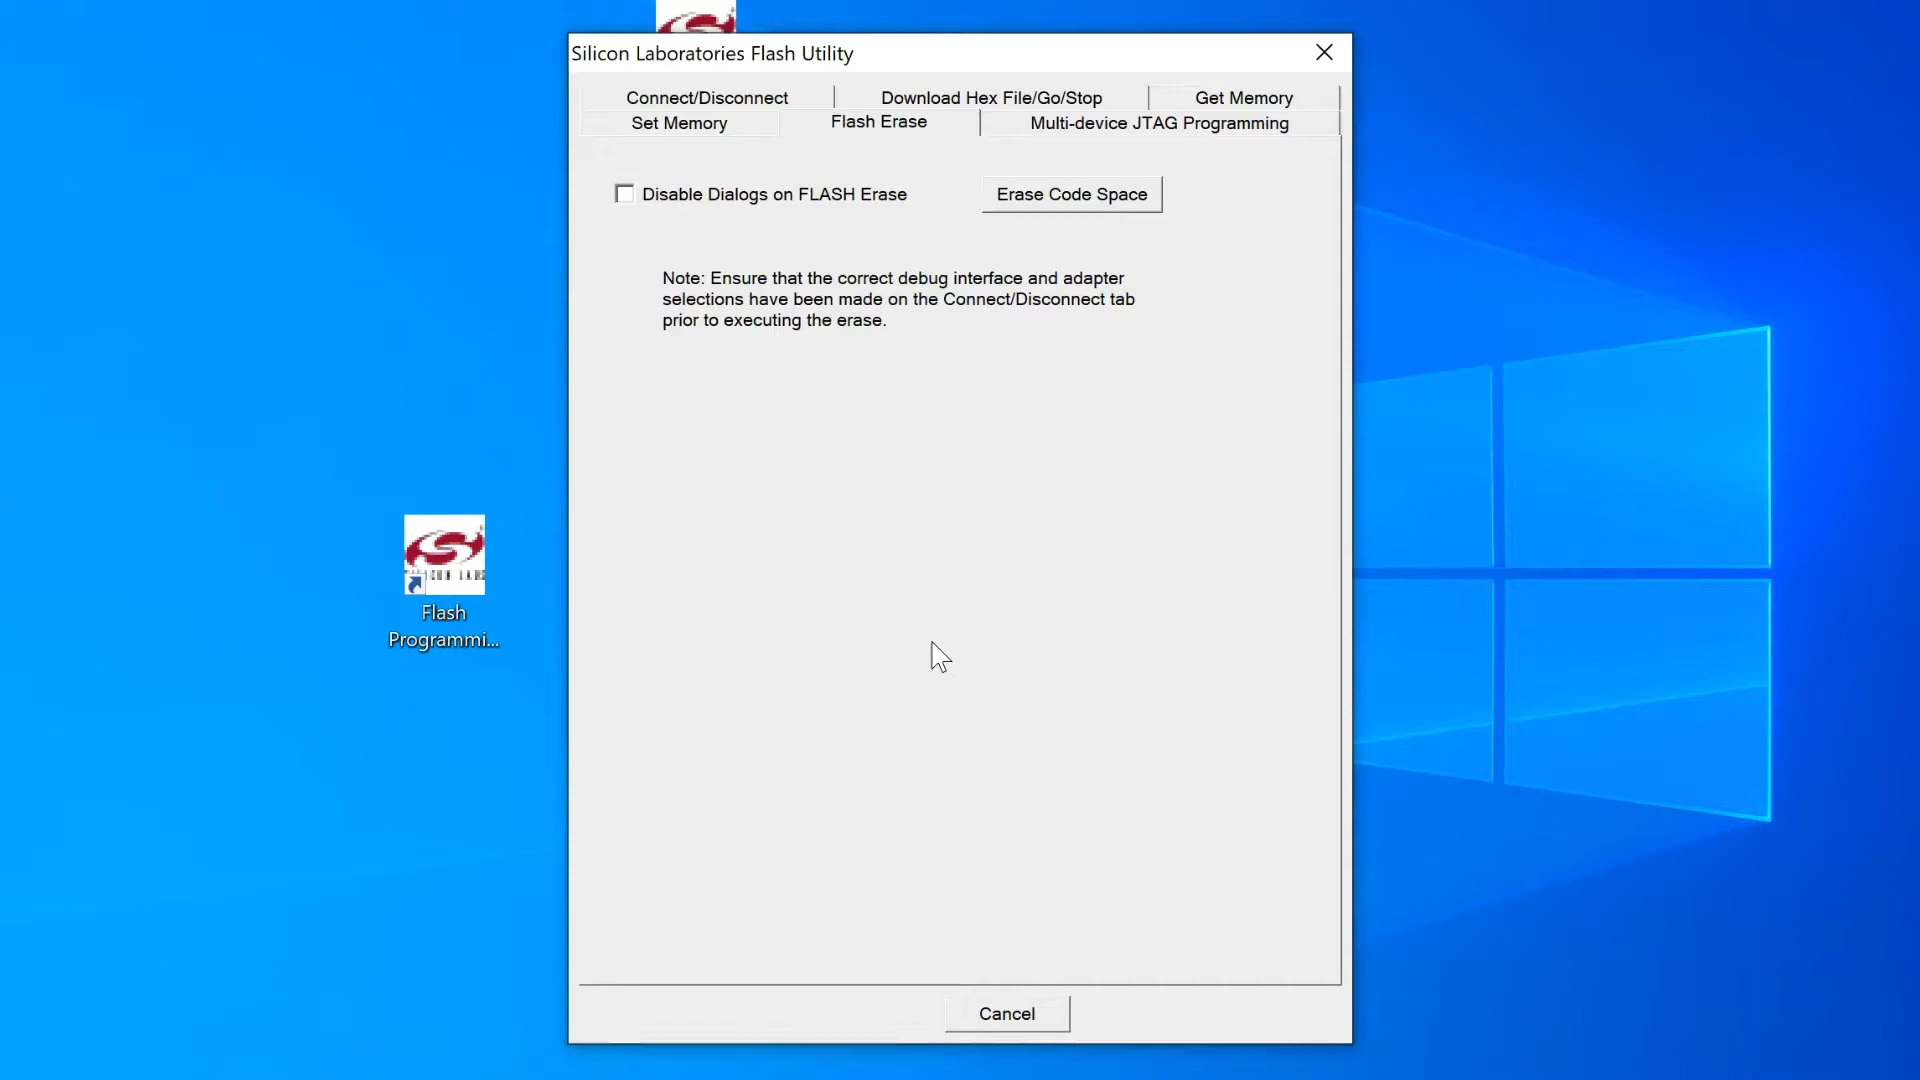 Silicon Laboratories Flash Utility
Connect/Disconnect
Download Hex File/Go/Stop
Get Memory
Set Memory
Flash Erase
Multi-device JTAG Programming
Disable Dialogs on FLASH Erase
Erase Code Space
Note: Ensure that the correct debug interface and adapter
selections have been made on the Connect/Disconnect tab
prior to executing the erase.
Flash
Programmi...
Cancel